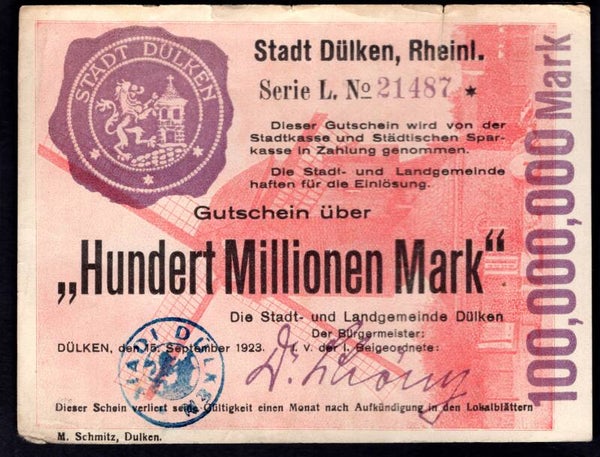 STADT DÜLKEN
Stadt Dülken, Rheinl.
Serie L. No 21487 *
Dieser Gutschein wird von der
Stadtkasse und Städtischen Spar-
kasse in Zahlung genommen.
Die Stadt- und Landgemeinde
haften für die Einlösung.
Gutschein über
„Hundert Millionen Mark“
100,000,000 Mark
Die Stadt- und Landgemeinde Dülken
Der Bürgermeister:
DÜLKEN, den 15. September 1923. I. V. der I. Beigeordnete:
STADT DÜLKEN
Dieser Schein verliert seine Gültigkeit einen Monat nach Aufkündigung in den Lokalblättern
M. Schmitz, Dulken.